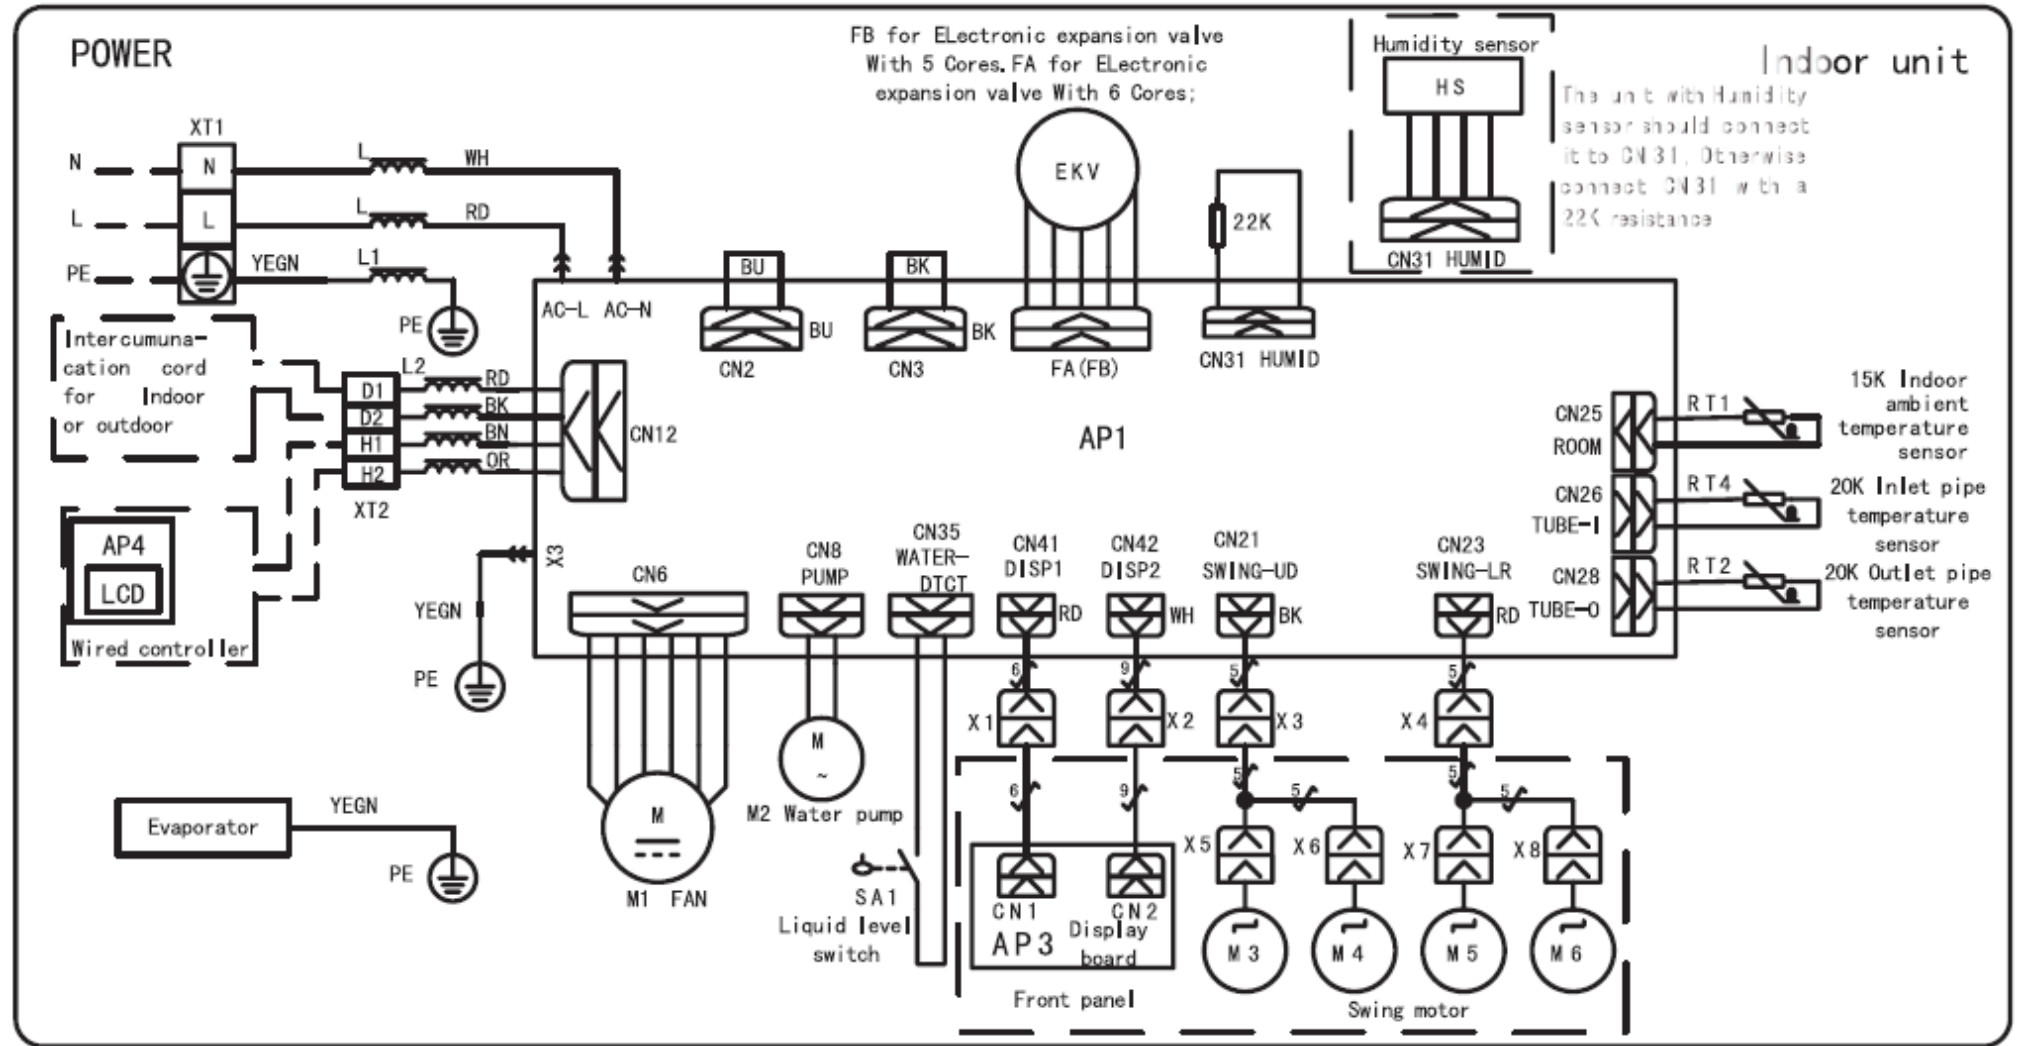 POWER
FB for ELectronic expansion valve
With 5 Cores.FA for ELectronic
expansion valve With 6 Cores;
Humidity sensor
HS
CN31 HUMID
Indoor unit
The unit with Humidity
sensor should connect
it to CN31, Otherwise
connect CN31 with a
22K resistance
XT1
N
N
L
WH
L
L
L
RD
PE
YEGN
L1
PE
AC-L
AC-N
BU
BU
CN2
BK
BK
CN3
EKV
FA(FB)
22K
CN31 HUMID
Intercumuna-
cation cord
for Indoor
or outdoor
L2
D1
RD
D2
BK
H1
BN
H2
OR
XT2
CN12
AP1
CN25
ROOM
RT1
15K Indoor
ambient
temperature
sensor
CN26
TUBE-I
RT4
20K Inlet pipe
temperature
sensor
CN28
TUBE-O
RT2
20K Outlet pipe
temperature
sensor
AP4
LCD
Wired controller
X3
YEGN
PE
CN6
CN8
PUMP
CN35
WATER-
DTCT
CN41
DISP1
RD
CN42
DISP2
WH
CN21
SWING-UD
BK
CN23
SWING-LR
RD
6
9
5
5
X1
X2
X3
X4
6
9
5
5
5
5
M
M1 FAN
M
~
M2 Water pump
SA1
Liquid level
switch
Evaporator
YEGN
PE
X5
X6
X7
X8
CN1
CN2
AP3
Display
board
M3
M4
M5
M6
Front panel
Swing motor